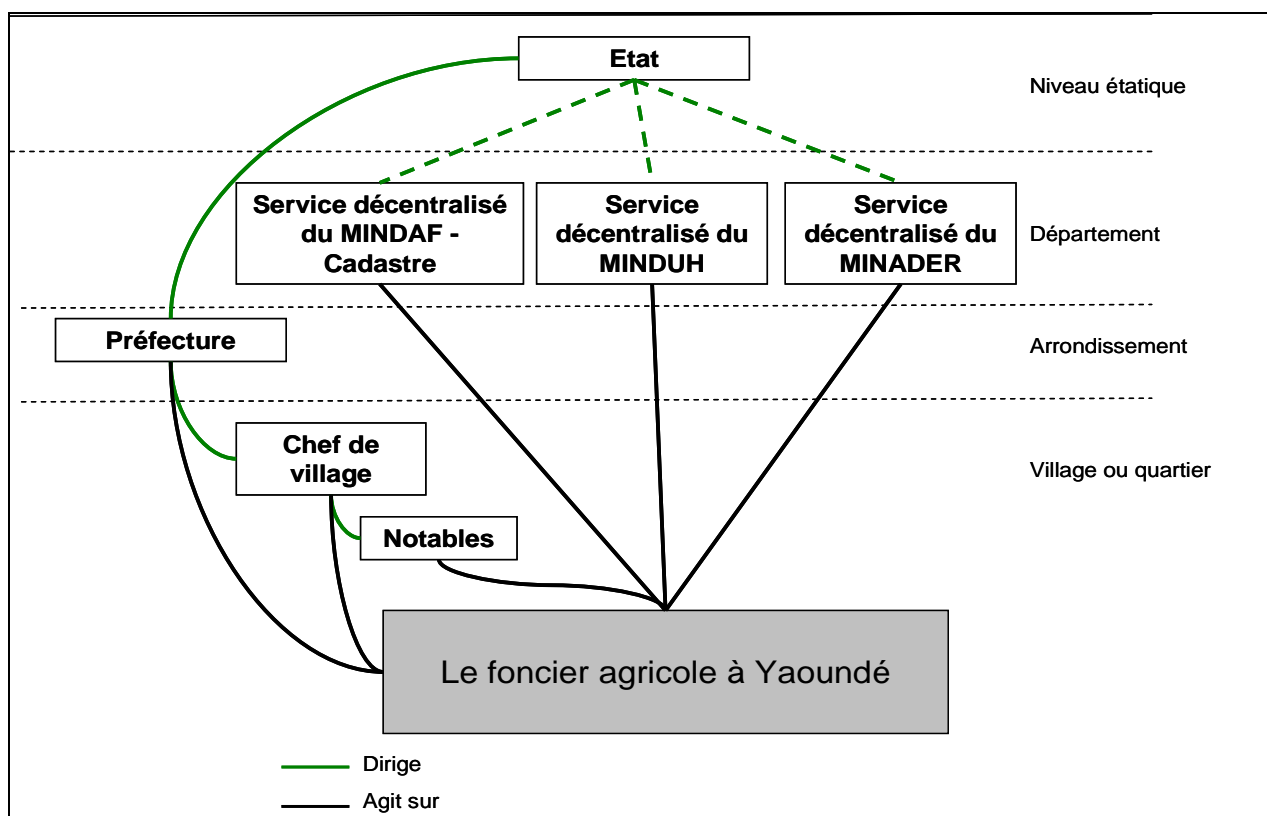 Etat
Niveau étatique
Service décentralisé
du MINDAF -
Cadastre
Service
décentralisé du
MINDUH
Service
décentralisé du
MINADER
Département
Préfecture
Arrondissement
Chef de
village
Village ou quartier
Notables
Le foncier agricole à Yaoundé
Dirige
Agit sur